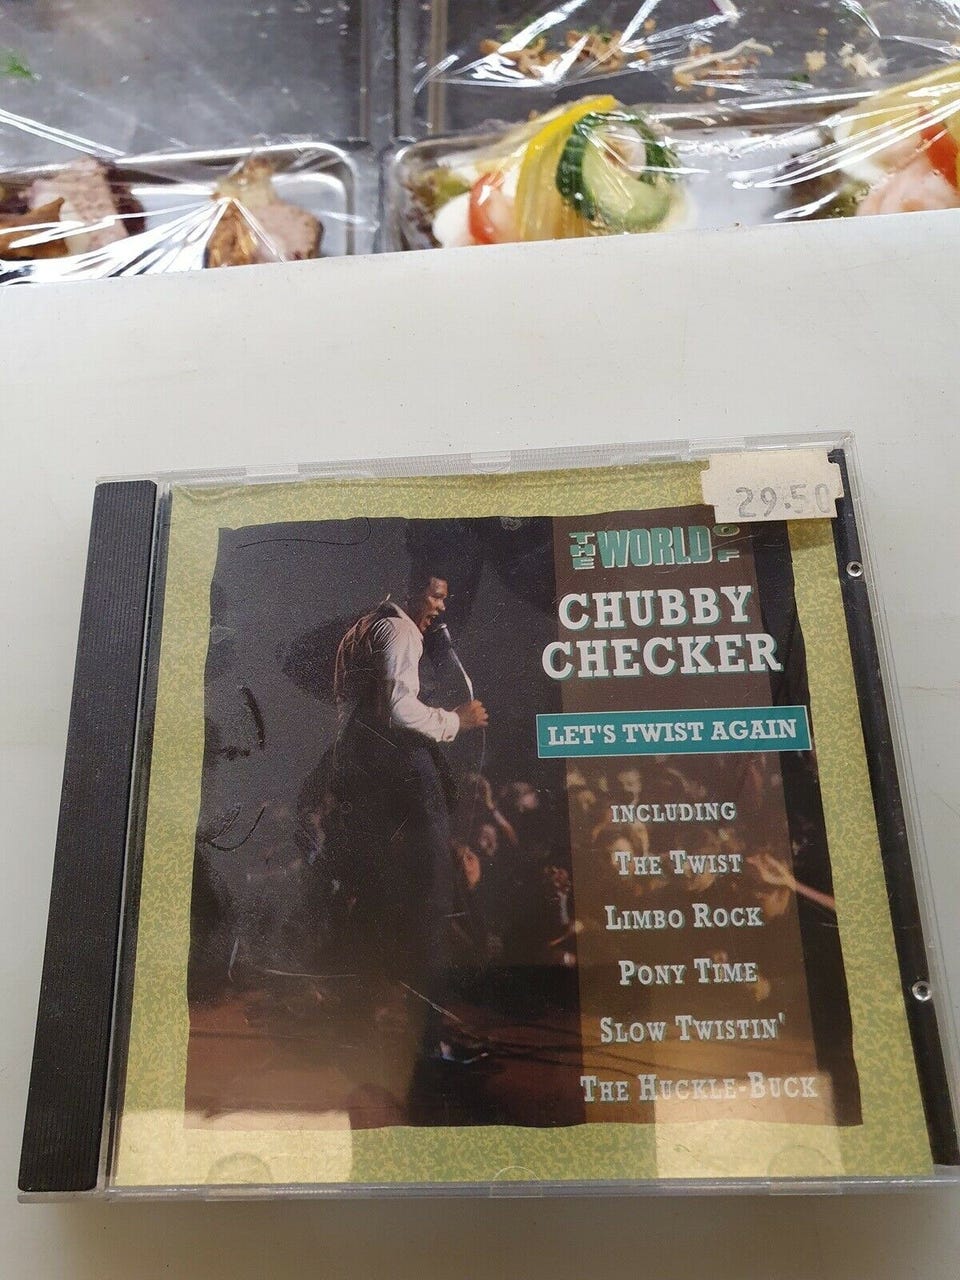 29.50
THE WORLD OF
CHUBBY
CHECKER
LET'S TWIST AGAIN
INCLUDING
THE TWIST
LIMBO ROCK
PONY TIME
SLOW TWISTIN'
THE HUCKLE-BUCK